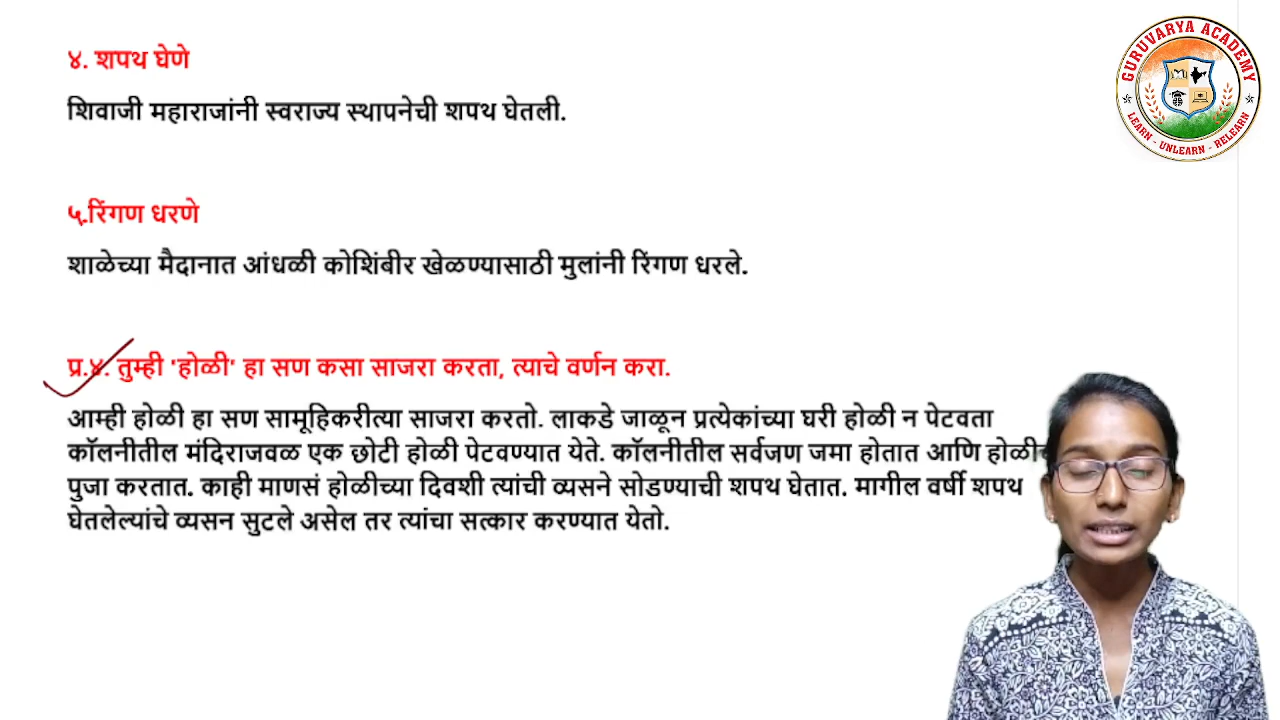 ४. शपथ घेणे
शिवाजी महाराजांनी स्वराज्य स्थापनेची शपथ घेतली.
५.रिंगण धरणे
शाळेच्या मैदानात आंधळी कोशिंबीर खेळण्यासाठी मुलांनी रिंगण धरले.
प्र.४. तुम्ही 'होळी' हा सण कसा साजरा करता, त्याचे वर्णन करा.
आम्ही होळी हा सण सामूहिकरीत्या साजरा करतो. लाकडे जाळून प्रत्येकांच्या घरी होळी न पेटवता
कॉलनीतील मंदिराजवळ एक छोटी होळी पेटवण्यात येते. कॉलनीतील सर्वजण जमा होतात आणि
पुजा करतात. काही माणसं होळीच्या दिवशी त्यांची व्यसने सोडण्याची शपथ घेतात. मागील वर्षी शपथ
घेतलेल्यांचे व्यसन सुटले असेल तर त्यांचा सत्कार करण्यात येतो.
GURUVARYA ACADEMY
LEARN - UNLEARN - RELEARN